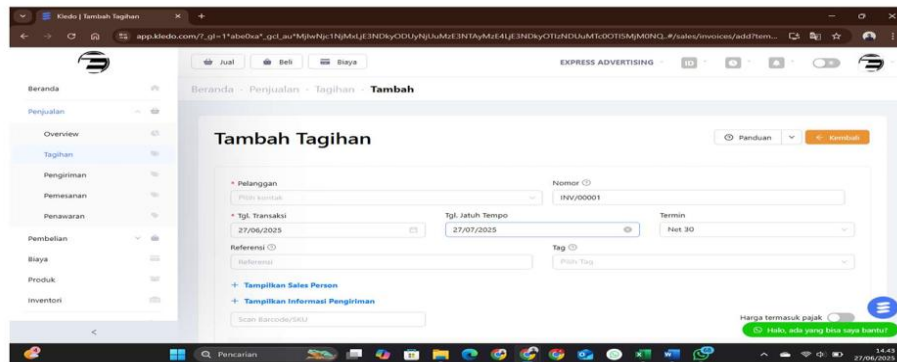 Kledo | Tambah Tagihan
app.kledo.com/?_gl=1*abe0xa*_gcl_au*MjIwNjc1NjMxLjE3NDkyODUyNjUuMzE3NTAyMzE4LjE3NDkyOTIzNDUuMTc0OTI5MjM0NQ..#/sales/invoices/add?tem...
Jual
Beli
Biaya
EXPRESS ADVERTISING
ID
Beranda
Beranda - Penjualan - Tagihan - Tambah
Penjualan
Overview
Tagihan
Pengiriman
Pemesanan
Penawaran
Pembelian
Biaya
Produk
Inventori
Tambah Tagihan
Panduan
Kembali
* Pelanggan
Pilih kontak
Nomor
INV/00001
* Tgl. Transaksi
27/06/2025
Tgl. Jatuh Tempo
27/07/2025
Termin
Net 30
Referensi
Referensi
Tag
Pilih Tag
+ Tampilkan Sales Person
+ Tampilkan Informasi Pengiriman
Scan Barcode/SKU
Harga termasuk pajak
Halo, ada yang bisa saya bantu?
Pencarian
14.43
27/06/2025